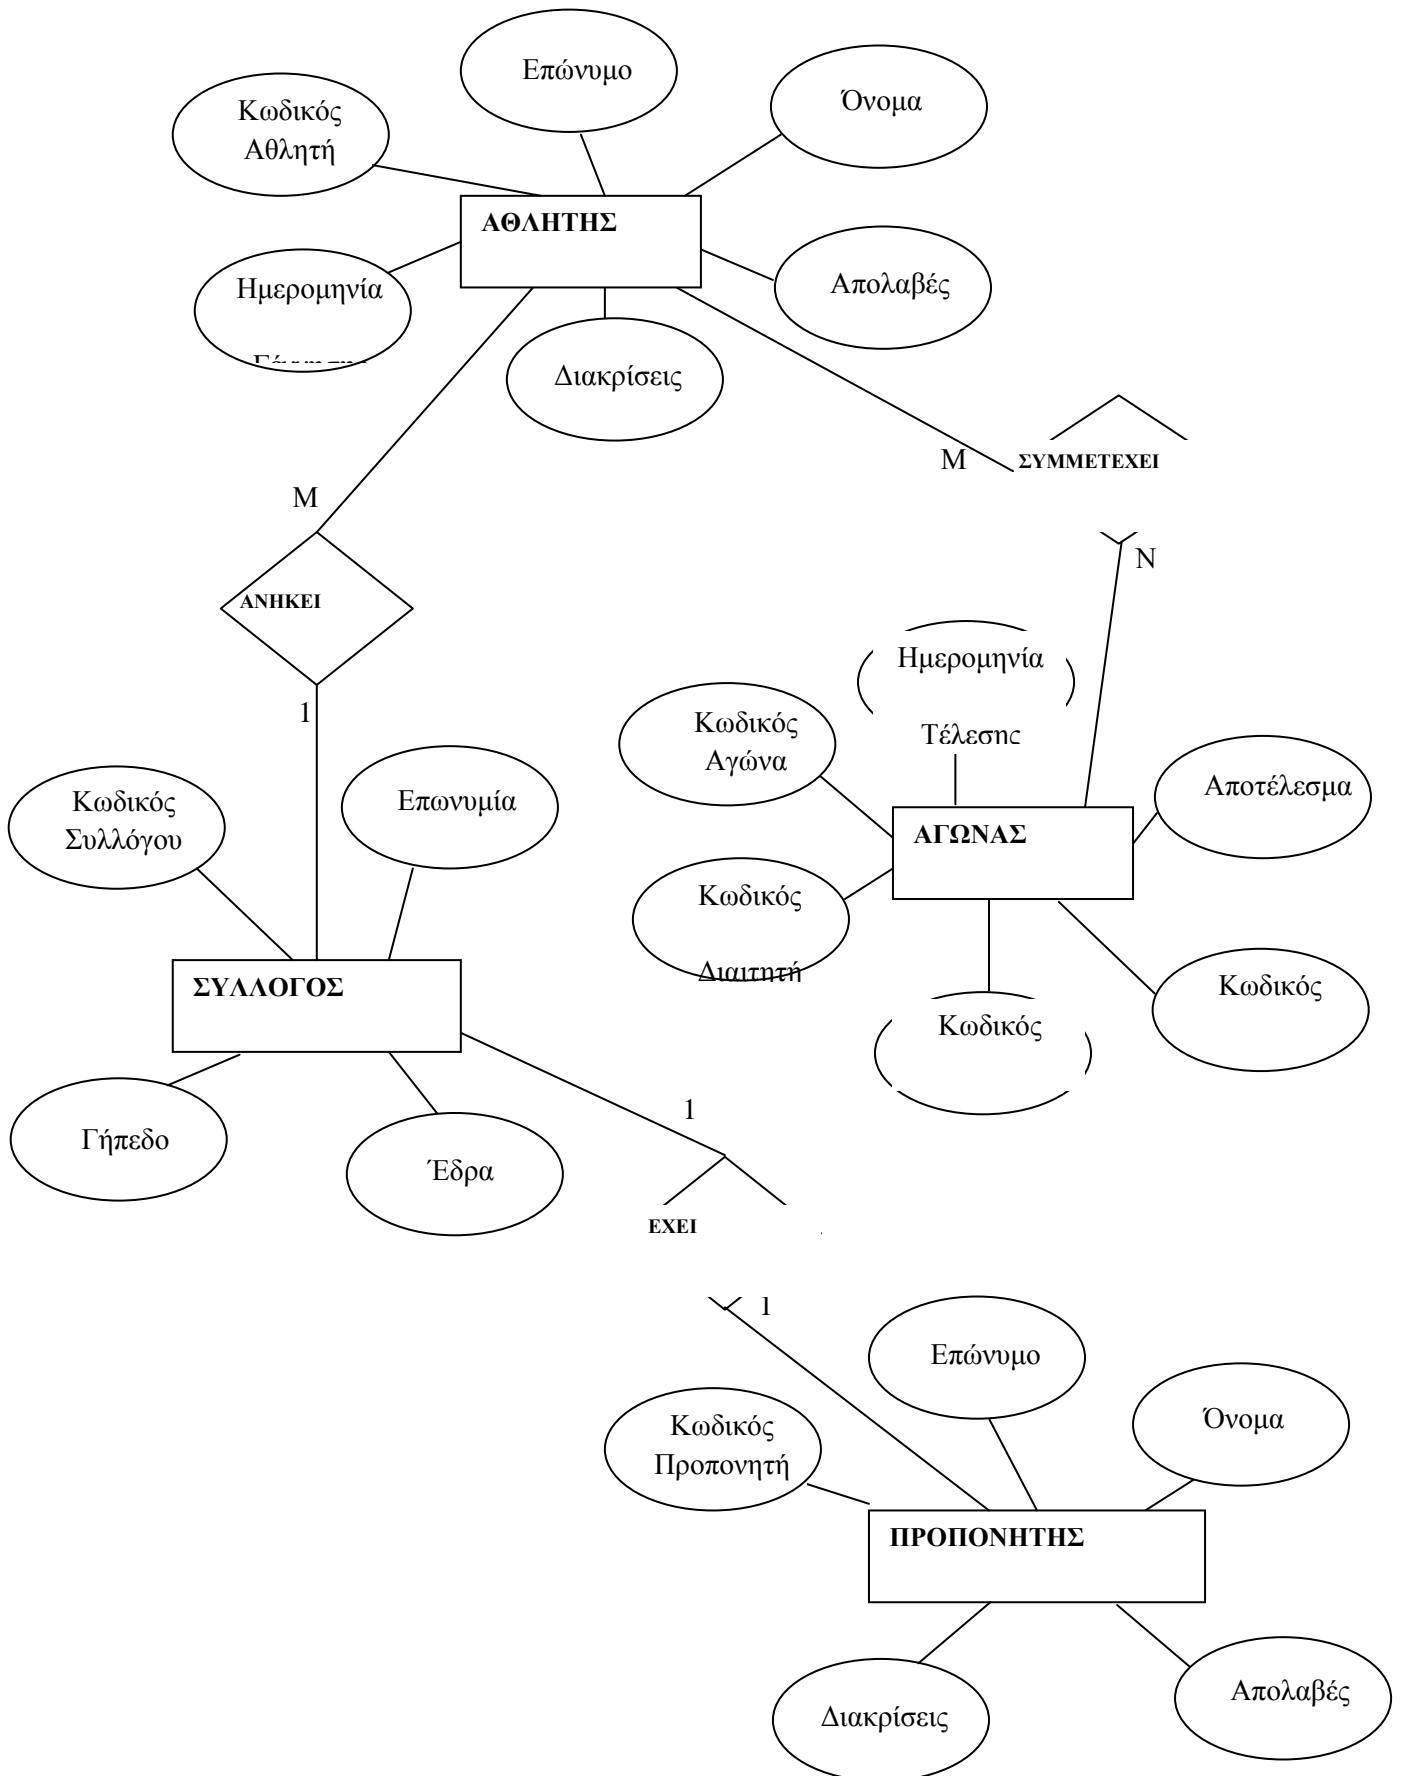 Επώνυμο
Όνομα
Κωδικός
Αθλητή
ΑΘΛΗΤΗΣ
Ημερομηνία
Απολαβές
Διακρίσεις
Μ
ΣΥΜΜΕΤΕΧΕΙ
Μ
Ν
ΑΝΗΚΕΙ
Ημερομηνία
Τέλεσης
1
Κωδικός
Αγώνα
Αποτέλεσμα
Κωδικός
Συλλόγου
Επωνυμία
ΑΓΩΝΑΣ
Κωδικός
Διαιτητή
ΣΥΛΛΟΓΟΣ
Κωδικός
Κωδικός
1
Γήπεδο
Έδρα
ΕΧΕΙ
1
Επώνυμο
Όνομα
Κωδικός
Προπονητή
ΠΡΟΠΟΝΗΤΗΣ
Απολαβές
Διακρίσεις